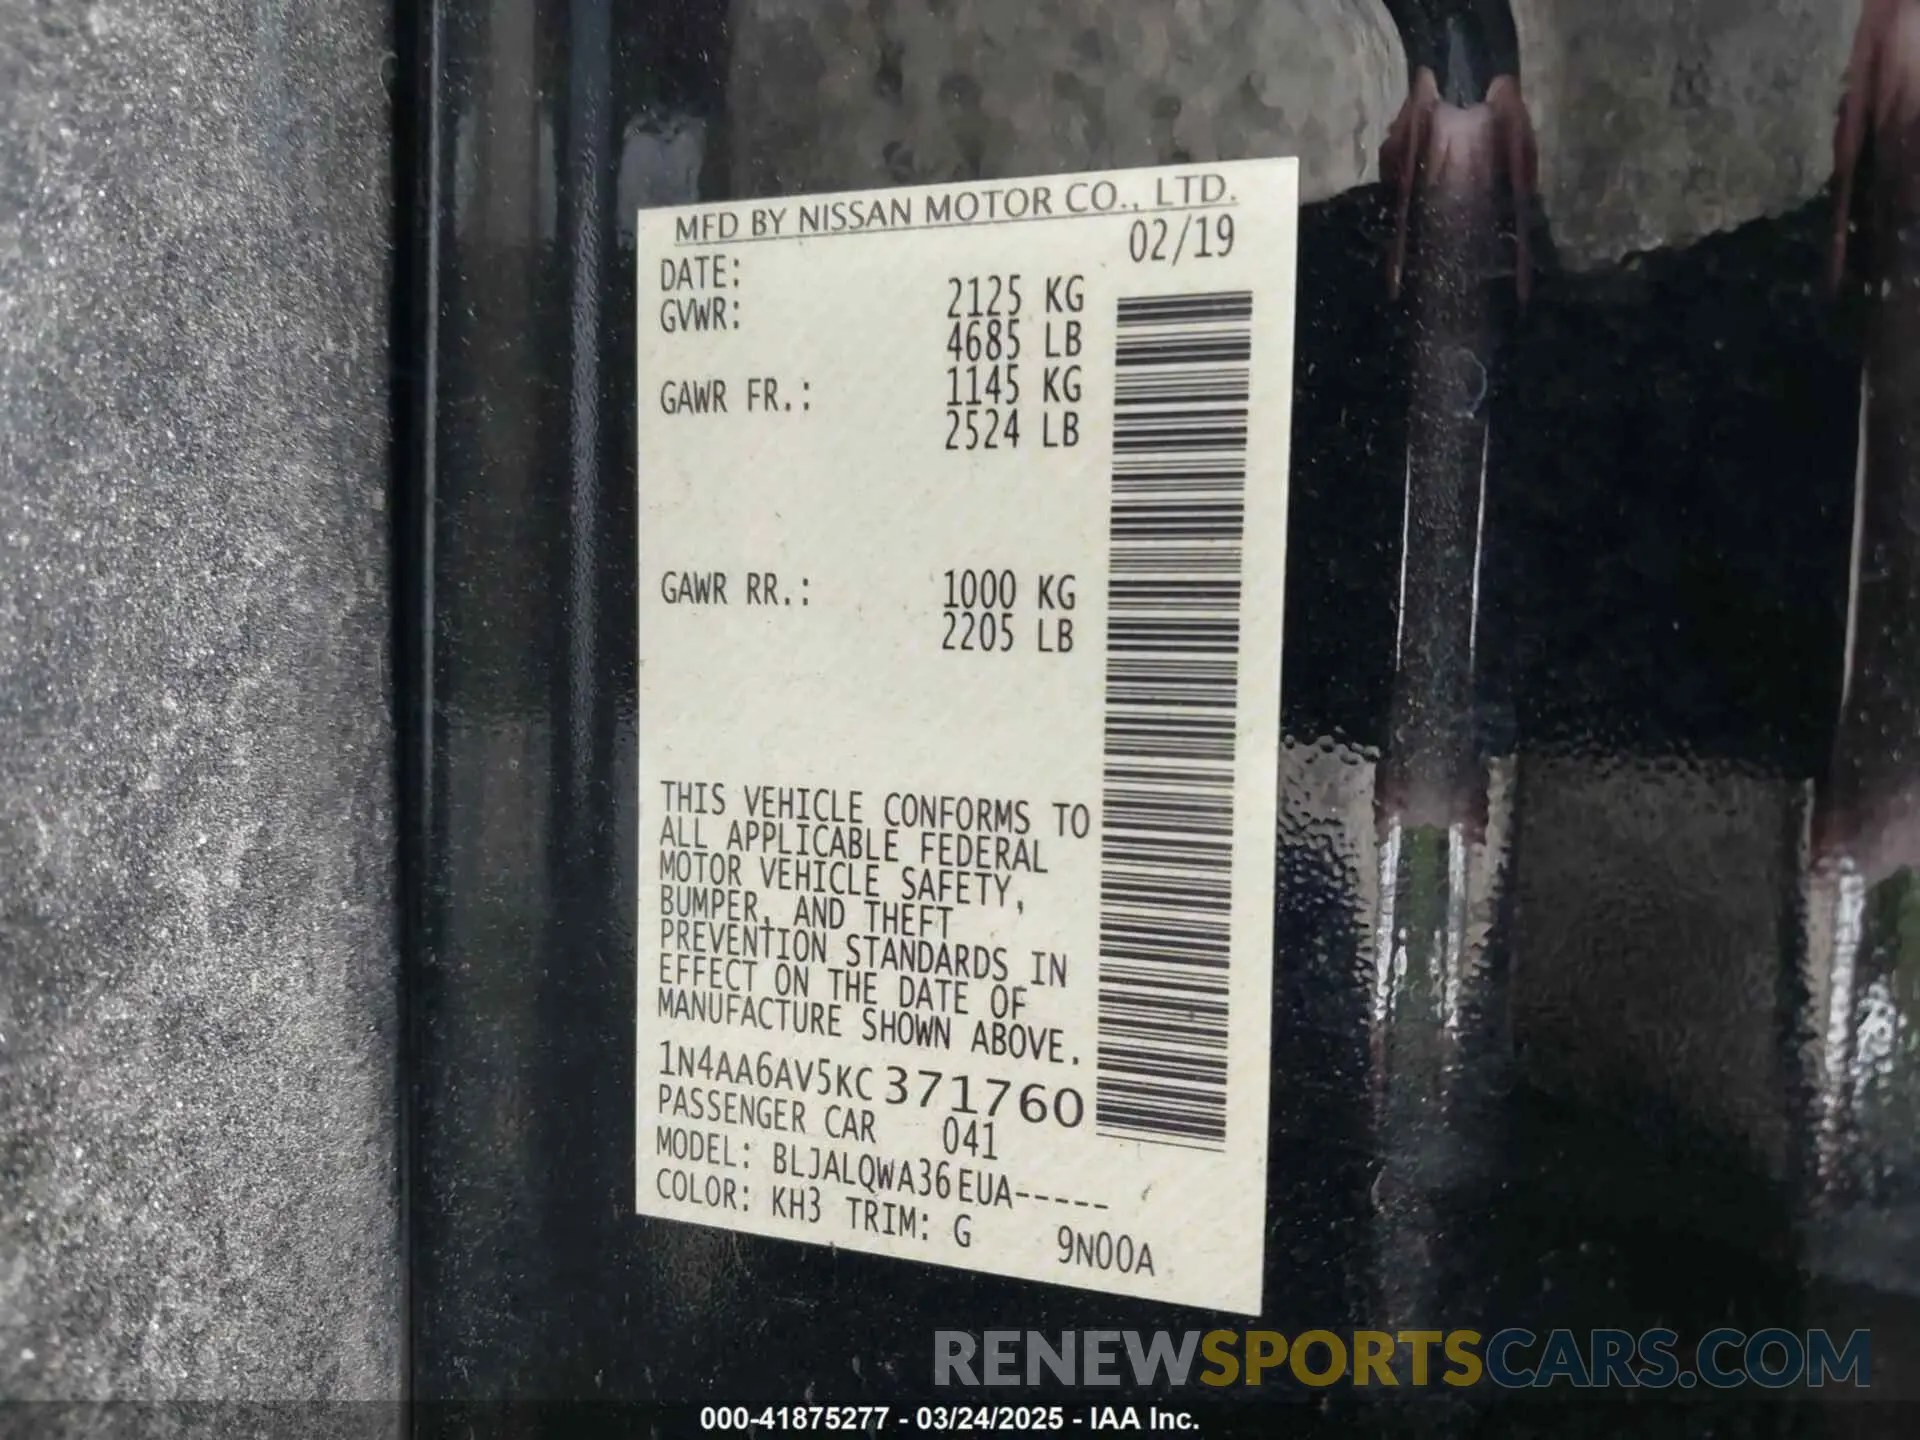 MFD BY NISSAN MOTOR CO., LTD.
DATE: 02/19
GVWR: 2125 KG
4685 LB
GAWR FR.: 1145 KG
2524 LB
GAWR RR.: 1000 KG
2205 LB
THIS VEHICLE CONFORMS TO
ALL APPLICABLE FEDERAL
MOTOR VEHICLE SAFETY,
BUMPER, AND THEFT
PREVENTION STANDARDS IN
EFFECT ON THE DATE OF
MANUFACTURE SHOWN ABOVE.
1N4AA6AV5KC371760
PASSENGER CAR 041
MODEL: BLJALQWA36EUA-----
COLOR: KH3 TRIM: G 9N00A
RENEWSPORTSCARS.COM
000-41875277 - 03/24/2025 - IAA Inc.